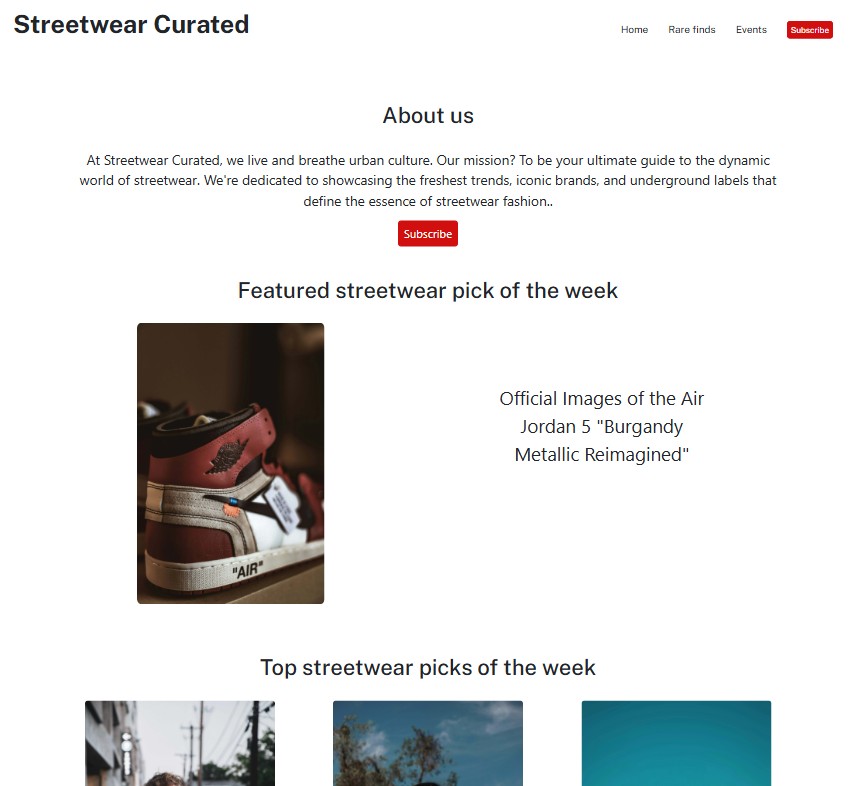 Streetwear Curated
Home Rare finds Events Subscribe
About us
At Streetwear Curated, we live and breathe urban culture. Our mission? To be your ultimate guide to the dynamic
world of streetwear. We're dedicated to showcasing the freshest trends, iconic brands, and underground labels that
define the essence of streetwear fashion..
Subscribe
Featured streetwear pick of the week
"AIR"
Official Images of the Air
Jordan 5 "Burgandy
Metallic Reimagined"
Top streetwear picks of the week